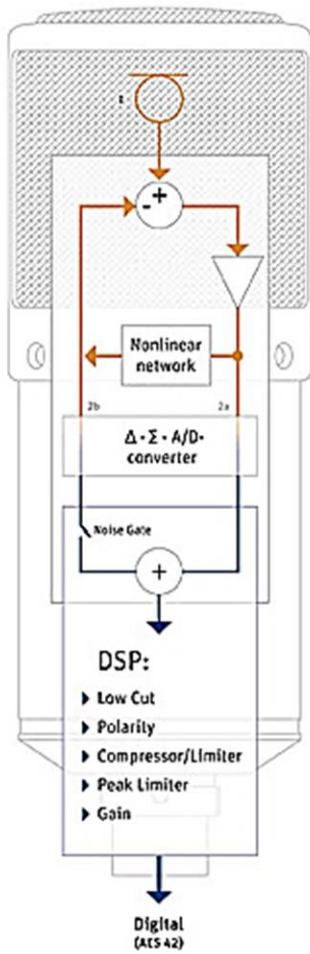 1
- +
Nonlinear
network
2b
2a
Δ - Σ - A/D-
converter
Noise Gate
+
DSP:
Low Cut
Polarity
Compressor/Limiter
Peak Limiter
Gain
Digital
(AES 42)